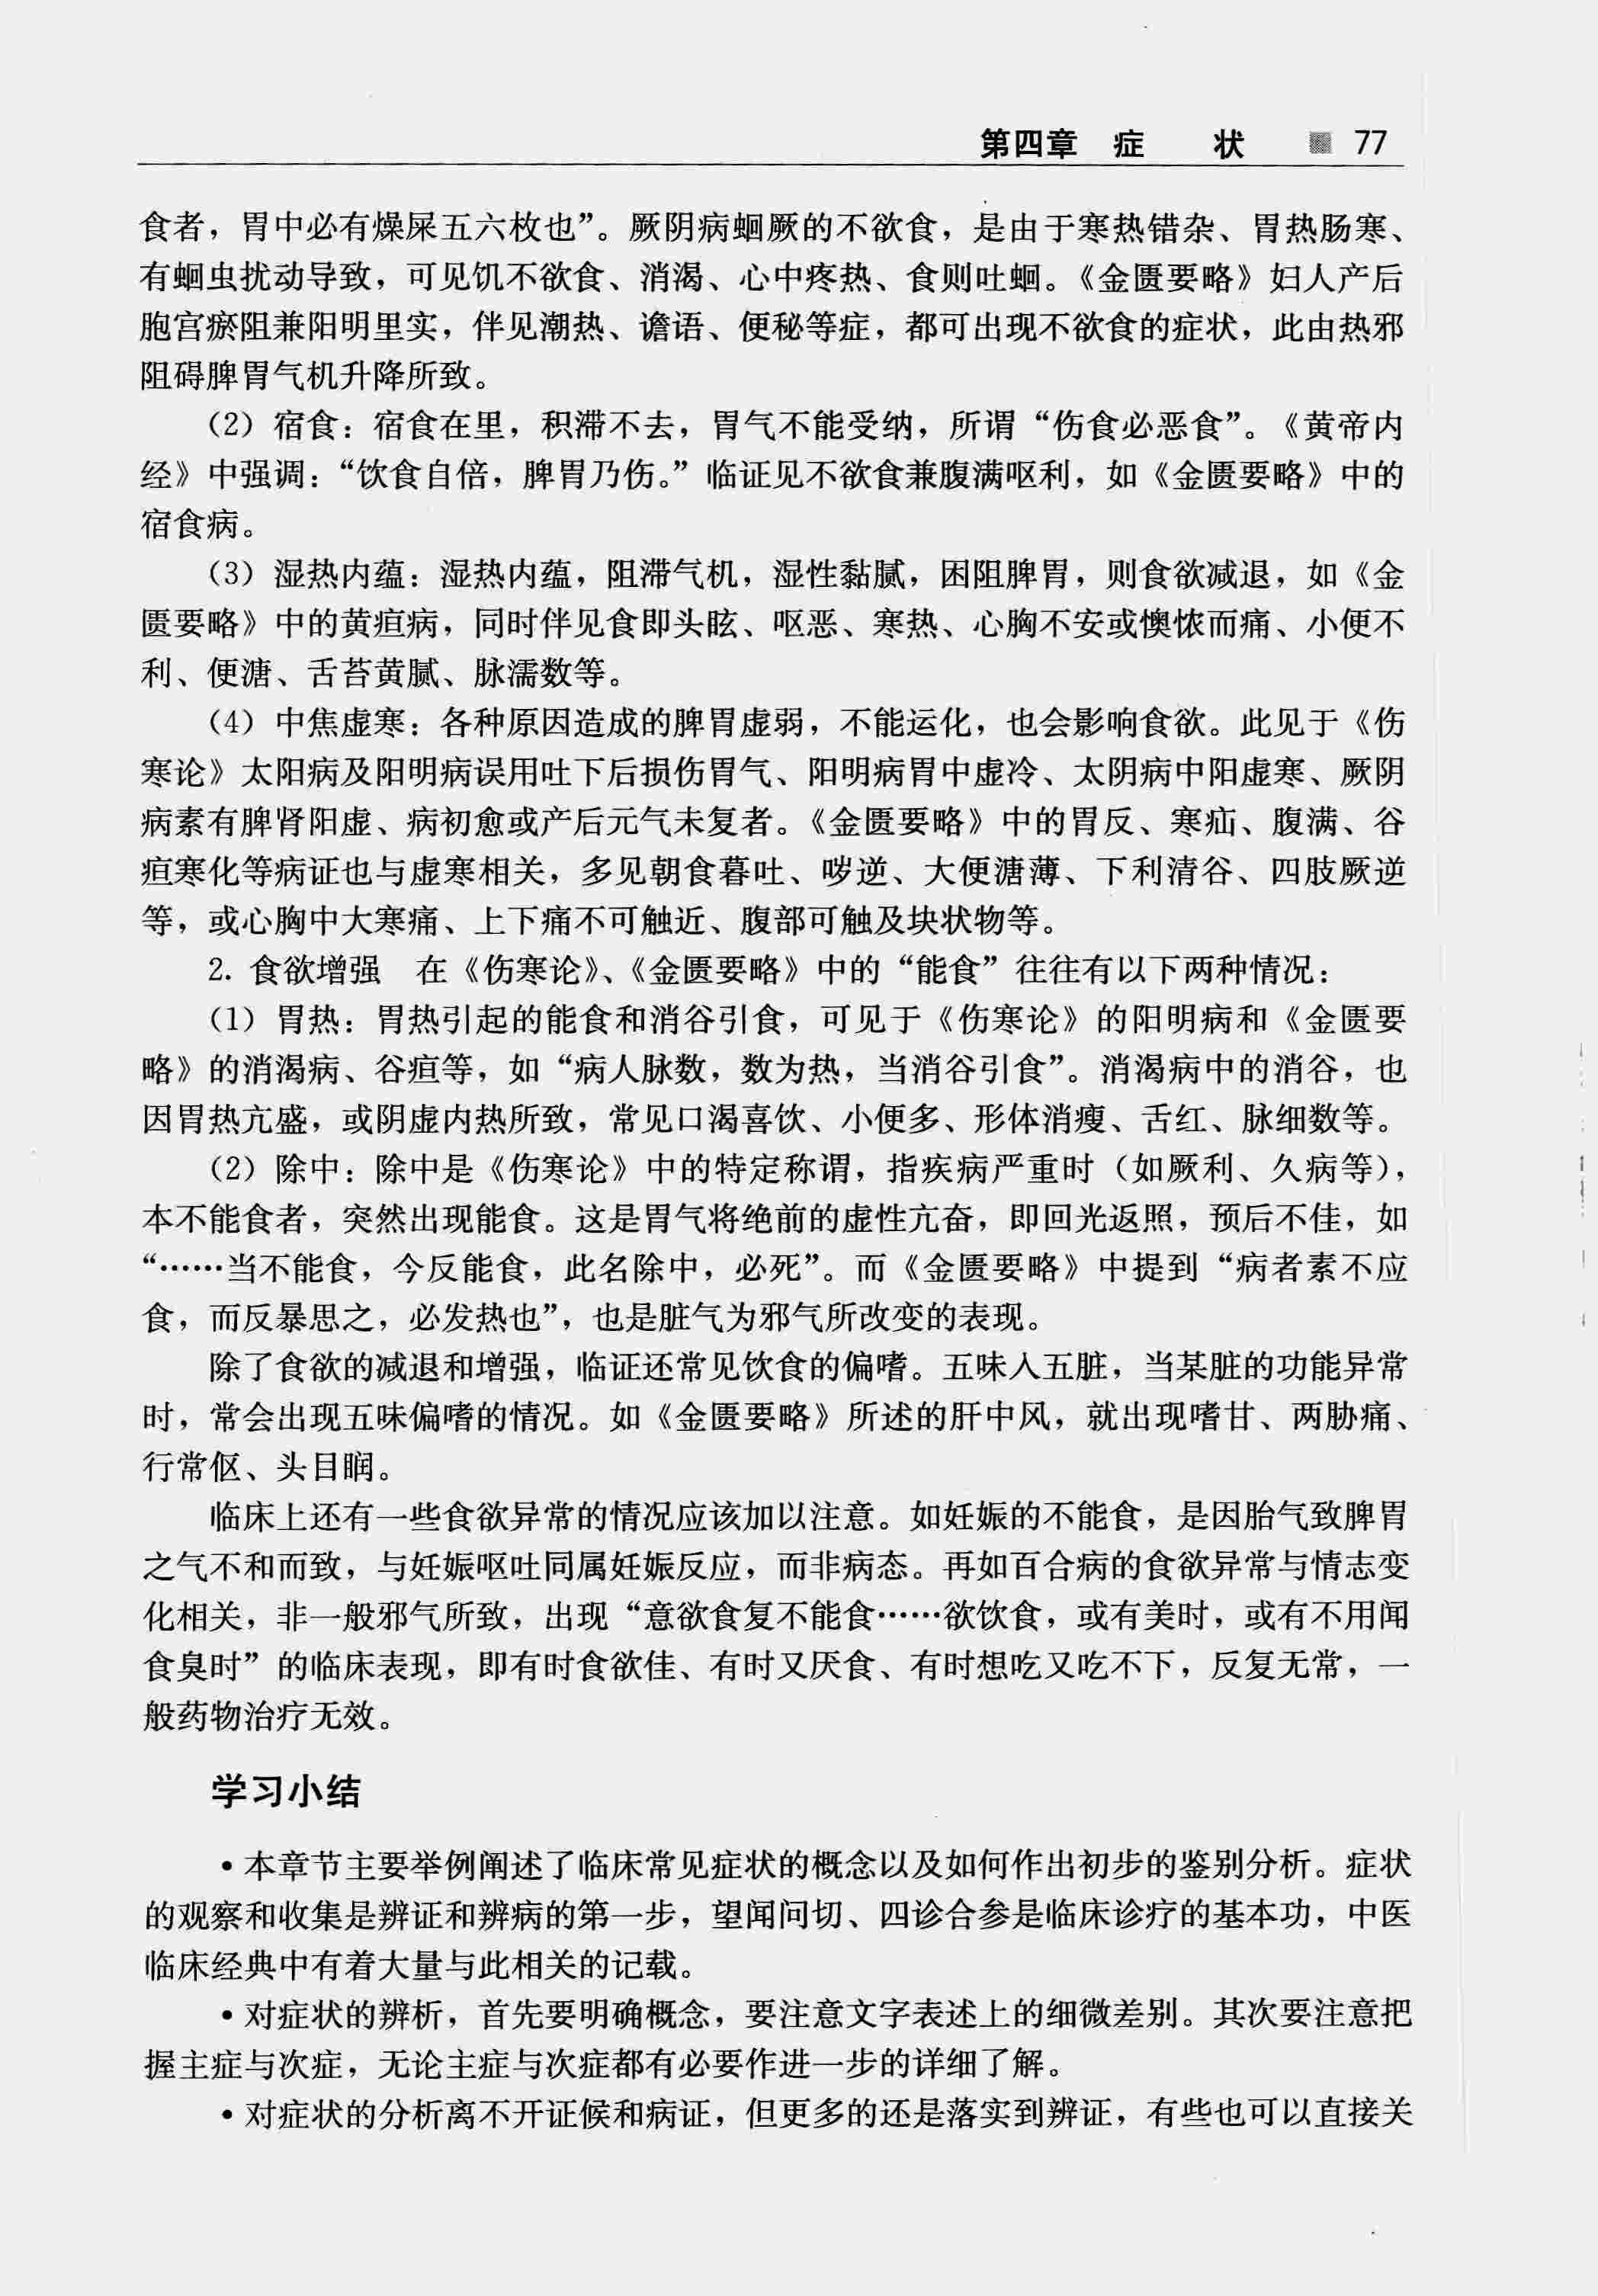 第四章 症 状 77
食者，胃中必有燥屎五六枚也”。厥阴病蛔厥的不欲食，是由于寒热错杂、胃热肠寒、
有蛔虫扰动导致，可见饥不欲食、消渴、心中疼热、食则吐蛔。《金匮要略》妇人产后
胞宫瘀阻兼阳明里实，伴见潮热、谵语、便秘等症，都可出现不欲食的症状，此由热邪
阻碍脾胃气机升降所致。
（2）宿食：宿食在里，积滞不去，胃气不能受纳，所谓“伤食必恶食”。《黄帝内
经》中强调：“饮食自倍，脾胃乃伤。”临证见不欲食兼腹满呕利，如《金匮要略》中的
宿食病。
（3）湿热内蕴：湿热内蕴，阻滞气机，湿性黏腻，困阻脾胃，则食欲减退，如《金
匮要略》中的黄疸病，同时伴见食即头眩、呕恶、寒热、心胸不安或懊恼而痛、小便不
利、便溏、舌苔黄腻、脉濡数等。
（4）中焦虚寒：各种原因造成的脾胃虚弱，不能运化，也会影响食欲。此见于《伤
寒论》太阳病及阳明病误用吐下后损伤胃气、阳明病胃中虚冷、太阴病中阳虚寒、厥阴
病素有脾肾阳虚、病初愈或产后元气未复者。《金匮要略》中的胃反、寒疝、腹满、谷
疸寒化等病证也与虚寒相关，多见朝食暮吐、哕逆、大便溏薄、下利清谷、四肢厥逆
等，或心胸中大寒痛、上下痛不可触近、腹部可触及块状物等。
2. 食欲增强 在《伤寒论》、《金匮要略》中的“能食”往往有以下两种情况：
（1）胃热：胃热引起的能食和消谷引食，可见于《伤寒论》的阳明病和《金匮要
略》的消渴病、谷疸等，如“病人脉数，数为热，当消谷引食”。消渴病中的消谷，也
因胃热亢盛，或阴虚内热所致，常见口渴喜饮、小便多、形体消瘦、舌红、脉细数等。
（2）除中：除中是《伤寒论》中的特定称谓，指疾病严重时（如厥利、久病等），
本不能食者，突然出现能食。这是胃气将绝前的虚性亢奋，即回光返照，预后不佳，如
“……当不能食，今反能食，此名除中，必死”。而《金匮要略》中提到“病者素不应
食，而反暴思之，必发热也”，也是脏气为邪气所改变的表现。
除了食欲的减退和增强，临证还常见饮食的偏嗜。五味入五脏，当某脏的功能异常
时，常会出现五味偏嗜的情况。如《金匮要略》所述的肝中风，就出现嗜甘、两胁痛、
行常伛、头目瞤。
临床上还有一些食欲异常的情况应该加以注意。如妊娠的不能食，是因胎气致脾胃
之气不和而致，与妊娠呕吐同属妊娠反应，而非病态。再如百合病的食欲异常与情志变
化相关，非一般邪气所致，出现“意欲食复不能食……欲饮食，或有美时，或有不用闻
食臭时”的临床表现，即有时食欲佳、有时又厌食、有时想吃又吃不下，反复无常，一
般药物治疗无效。
学习小结
• 本章节主要举例阐述了临床常见症状的概念以及如何作出初步的鉴别分析。症状
的观察和收集是辨证和辨病的第一步，望闻问切、四诊合参是临床诊疗的基本功，中医
临床经典中有着大量与此相关的记载。
• 对症状的辨析，首先要明确概念，要注意文字表述上的细微差别。其次要注意把
握主症与次症，无论主症与次症都有必要作进一步的详细了解。
• 对症状的分析离不开证候和病证，但更多的还是落实到辨证，有些也可以直接关